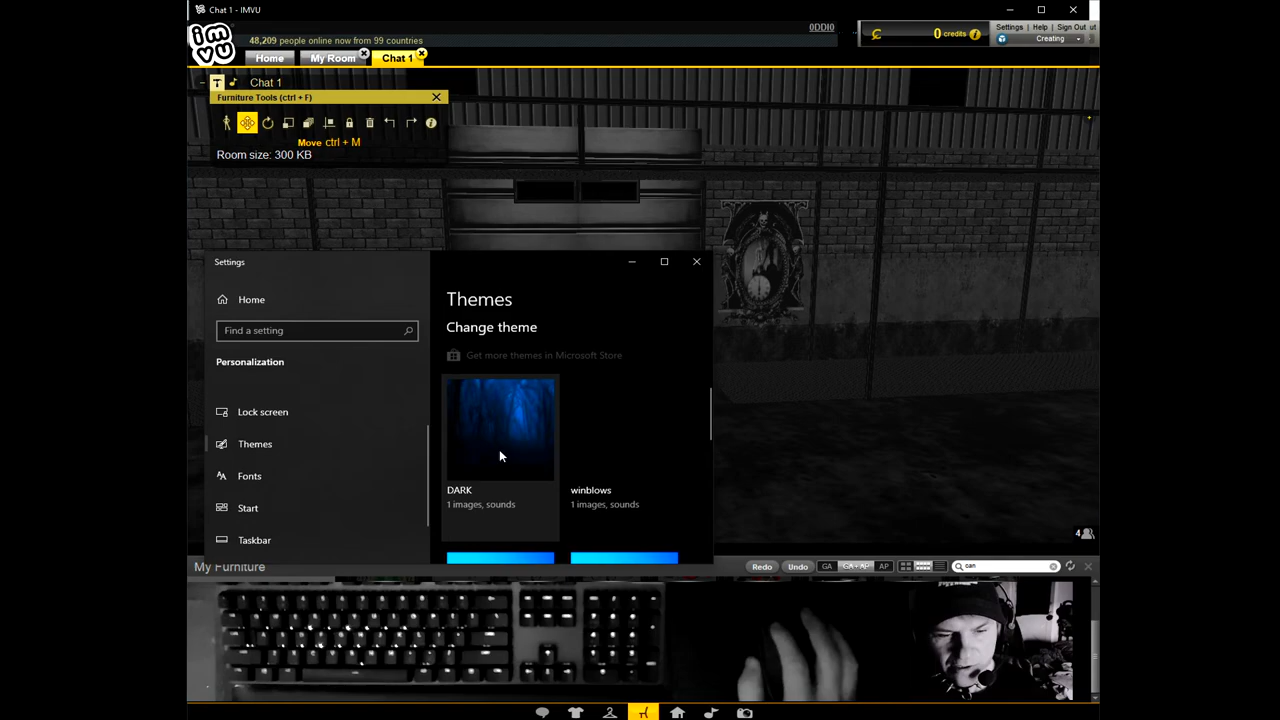 Chat 1 - IMVU
imvu
48,209 people online now from 99 countries
0DDI0
0 credits
Settings | Help | Sign Out
Creating
Home
My Room
Chat 1
T Chat 1
Furniture Tools (ctrl + F)
Move ctrl + M
Room size: 300 KB
Settings
Home
Find a setting
Personalization
Lock screen
Themes
Fonts
Start
Taskbar
Themes
Change theme
Get more themes in Microsoft Store
DARK
1 images, sounds
winblows
1 images, sounds
4
My Furniture
Redo
Undo
GA
GA+AP
AP
can